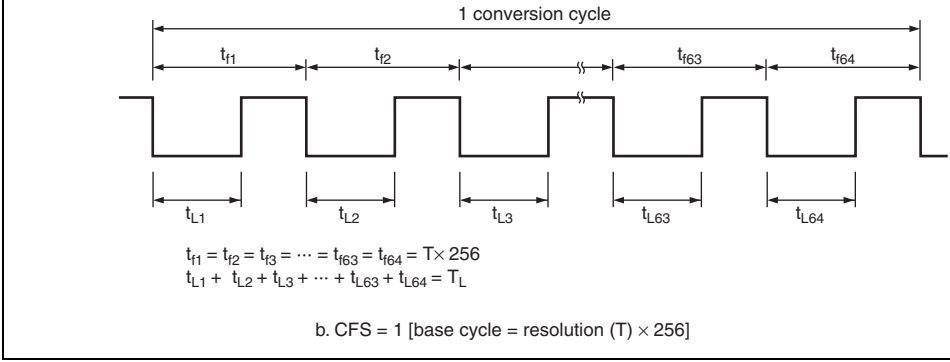 1 conversion cycle
tf1 tf2 tf63 tf64
tL1 tL2 tL3 tL63 tL64
tf1 = tf2 = tf3 = ··· = tf63 = tf64 = T× 256
tL1 + tL2 + tL3 + ··· + tL63 + tL64 = TL
b. CFS = 1 [base cycle = resolution (T) × 256]